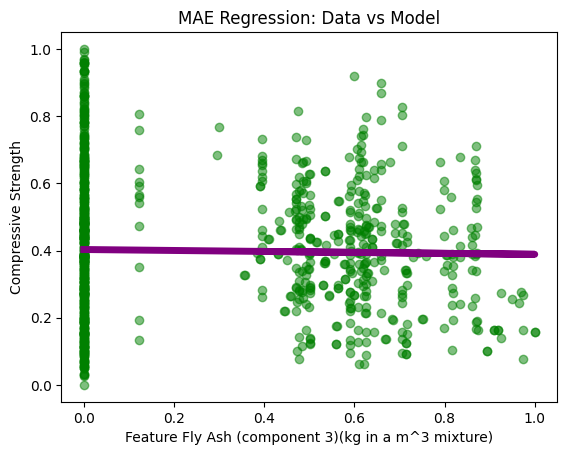 MAE Regression: Data vs Model
1.0
0.8
0.6
0.4
0.2
0.0
Compressive Strength
0.0 0.2 0.4 0.6 0.8 1.0
Feature Fly Ash (component 3)(kg in a m^3 mixture)